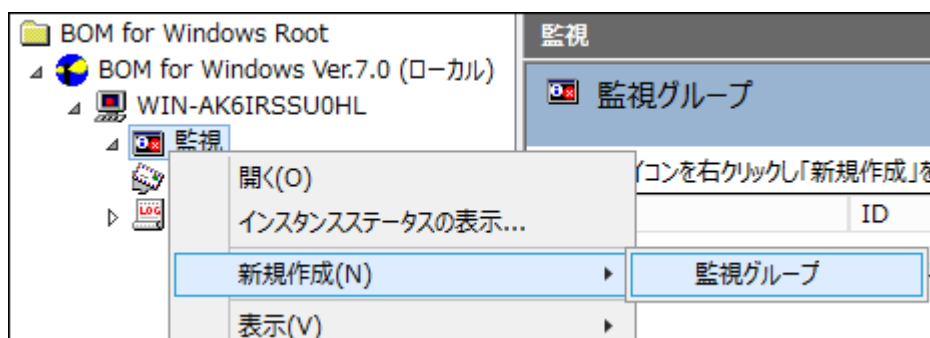 BOM for Windows Root
BOM for Windows Ver.7.0 (ローカル)
WIN-AK6IRSSU0HL
監視
開く(O)
インスタンスステータスの表示...
新規作成(N)
表示(V)
監視グループ
監視
監視グループ
イコンを右クリックし「新規作成」を
ID
LOG